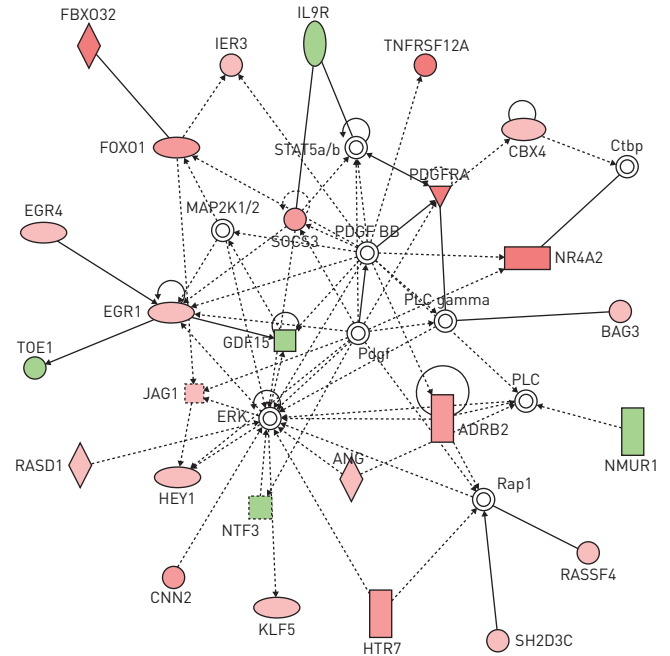 FBXO32
IL9R
IER3
TNFRSF12A
FOXO1
STAT5a/b
CBX4
Ctbp
PDGFRA
MAP2K1/2
EGR4
SOCS3
PDGF BB
NR4A2
EGR1
PLC gamma
TOE1
GDF15
Pdgf
BAG3
JAG1
PLC
ERK
ADRB2
RASD1
ANG
NMUR1
HEY1
Rap1
NTF3
RASSF4
CNN2
KLF5
HTR7
SH2D3C